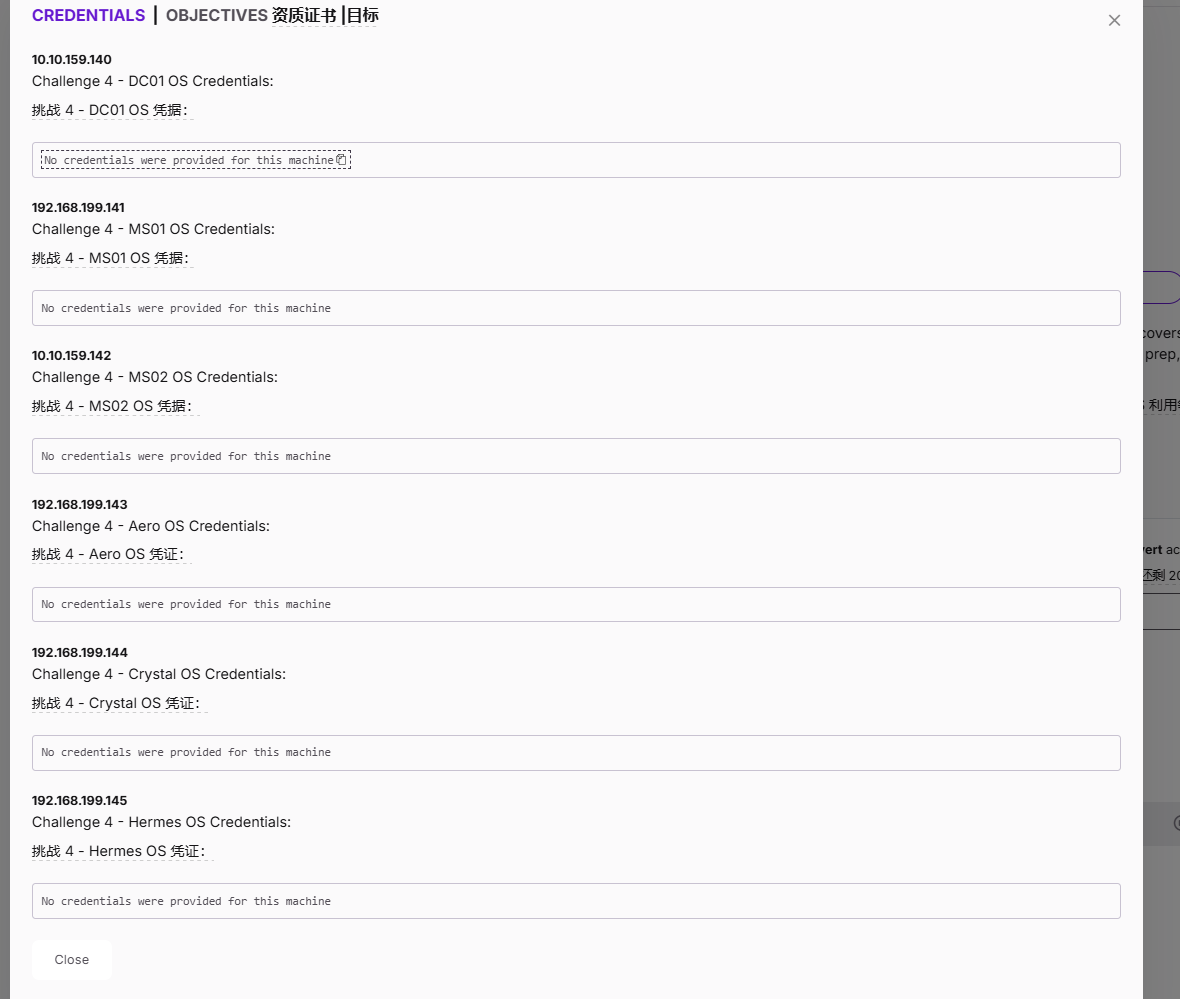 CREDENTIALS | OBJECTIVES 资质证书 |目标
10.10.159.140
Challenge 4 - DC01 OS Credentials:
挑战 4 - DC01 OS 凭据：
No credentials were provided for this machine
192.168.199.141
Challenge 4 - MS01 OS Credentials:
挑战 4 - MS01 OS 凭据：
No credentials were provided for this machine
10.10.159.142
Challenge 4 - MS02 OS Credentials:
挑战 4 - MS02 OS 凭据：
No credentials were provided for this machine
192.168.199.143
Challenge 4 - Aero OS Credentials:
挑战 4 - Aero OS 凭证：
No credentials were provided for this machine
192.168.199.144
Challenge 4 - Crystal OS Credentials:
挑战 4 - Crystal OS 凭证：
No credentials were provided for this machine
192.168.199.145
Challenge 4 - Hermes OS Credentials:
挑战 4 - Hermes OS 凭证：
No credentials were provided for this machine
Close
covers
prep,
利用
vert ac
还剩 20